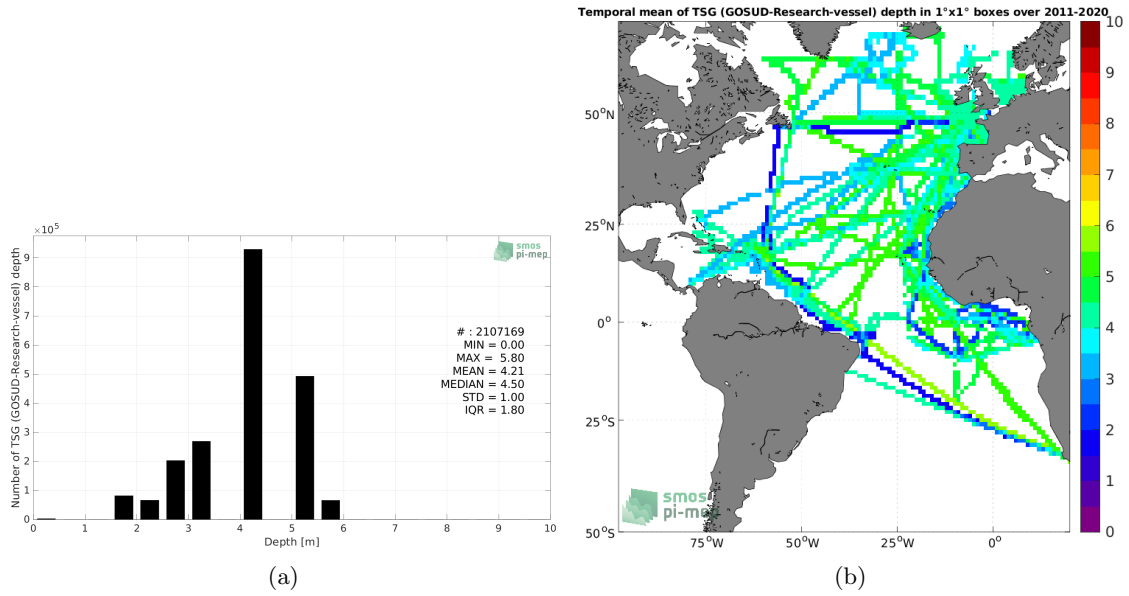 ×10⁵
9
8
7
6
5
4
3
2
1
0
Number of TSG (GOSUD-Research-vessel) depth
smos
pi-mep
# : 2107169
MIN = 0.00
MAX = 5.80
MEAN = 4.21
MEDIAN = 4.50
STD = 1.00
IQR = 1.80
0 1 2 3 4 5 6 7 8 9 10
Depth [m]
(a)
Temporal mean of TSG (GOSUD-Research-vessel) depth in 1°x1° boxes over 2011-2020
50°N
25°N
0°
25°S
50°S
75°W 50°W 25°W 0°
smos
pi-mep
10
9
8
7
6
5
4
3
2
1
0
(b)